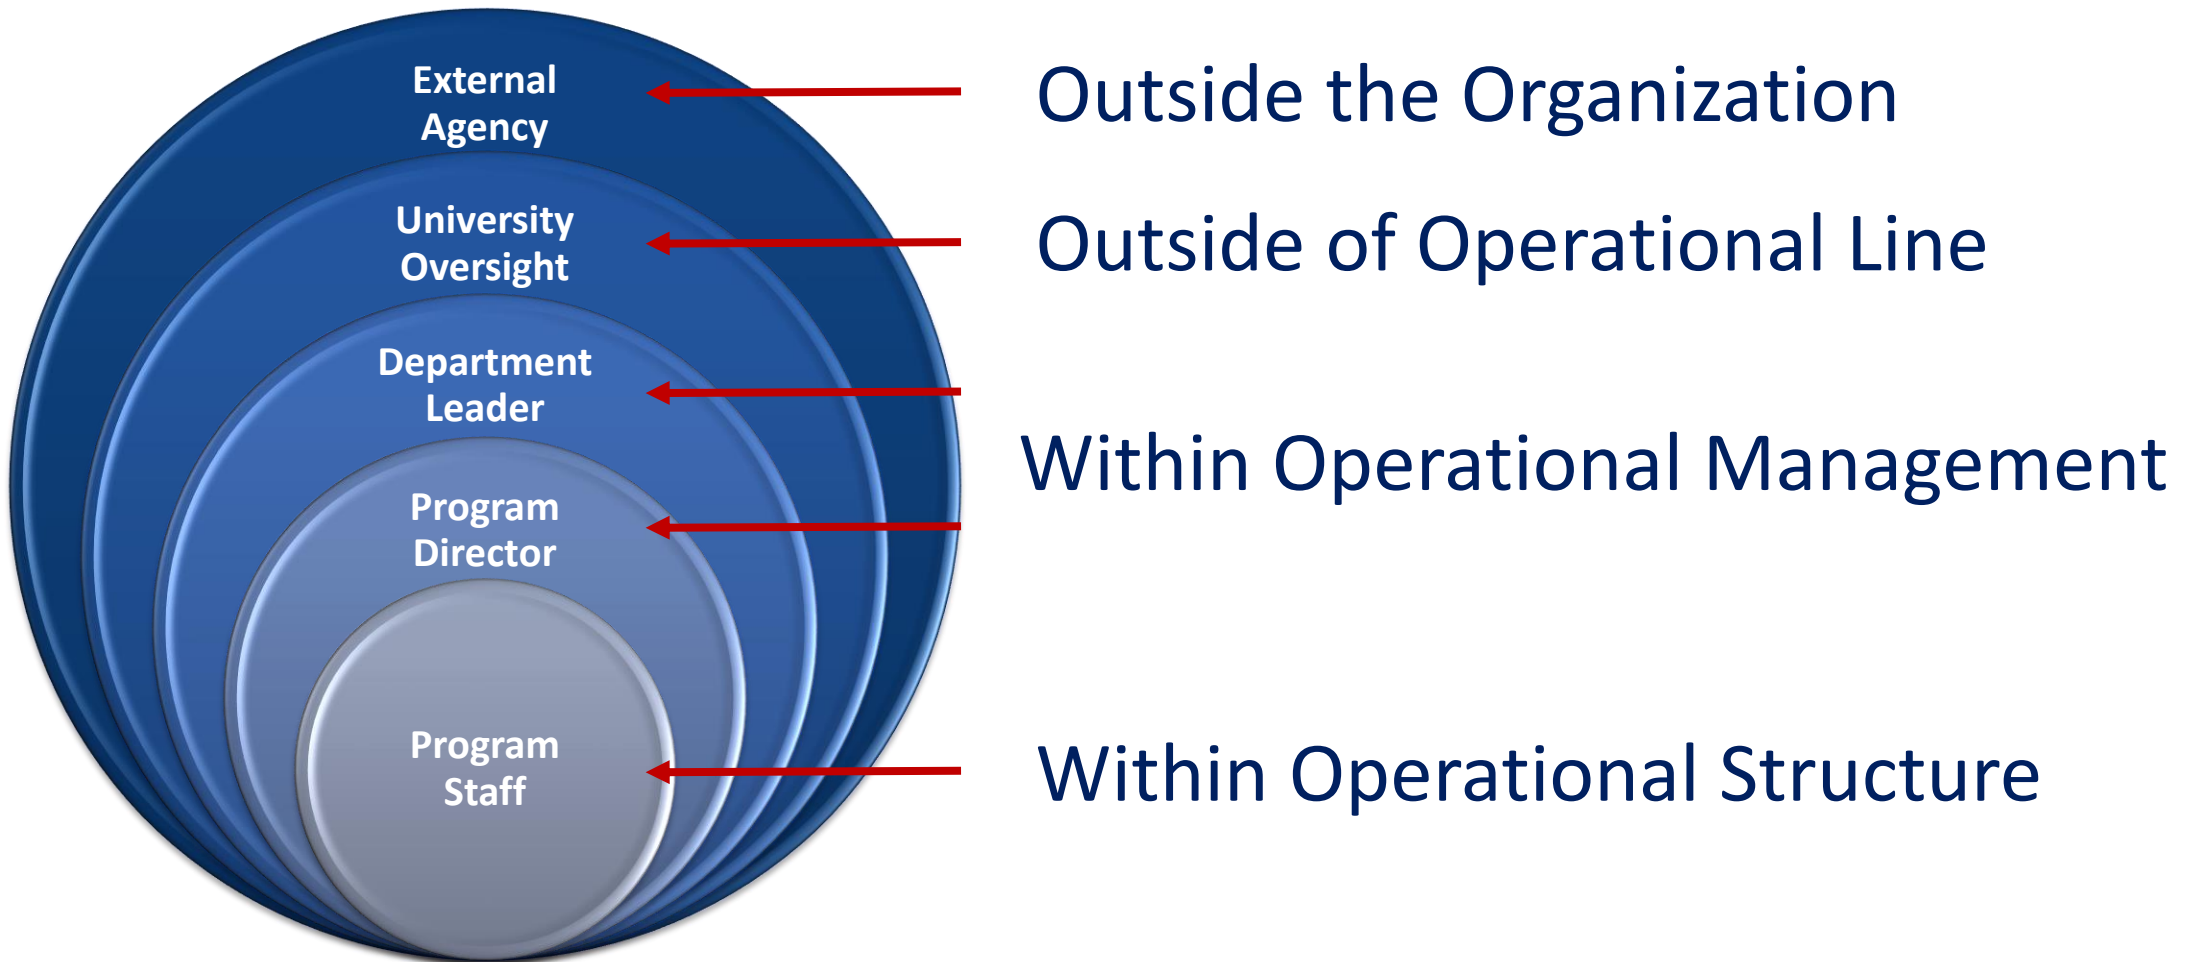 External
Agency
Outside the Organization
University
Oversight
Outside of Operational Line
Department
Leader
Within Operational Management
Program
Director
Program
Staff
Within Operational Structure